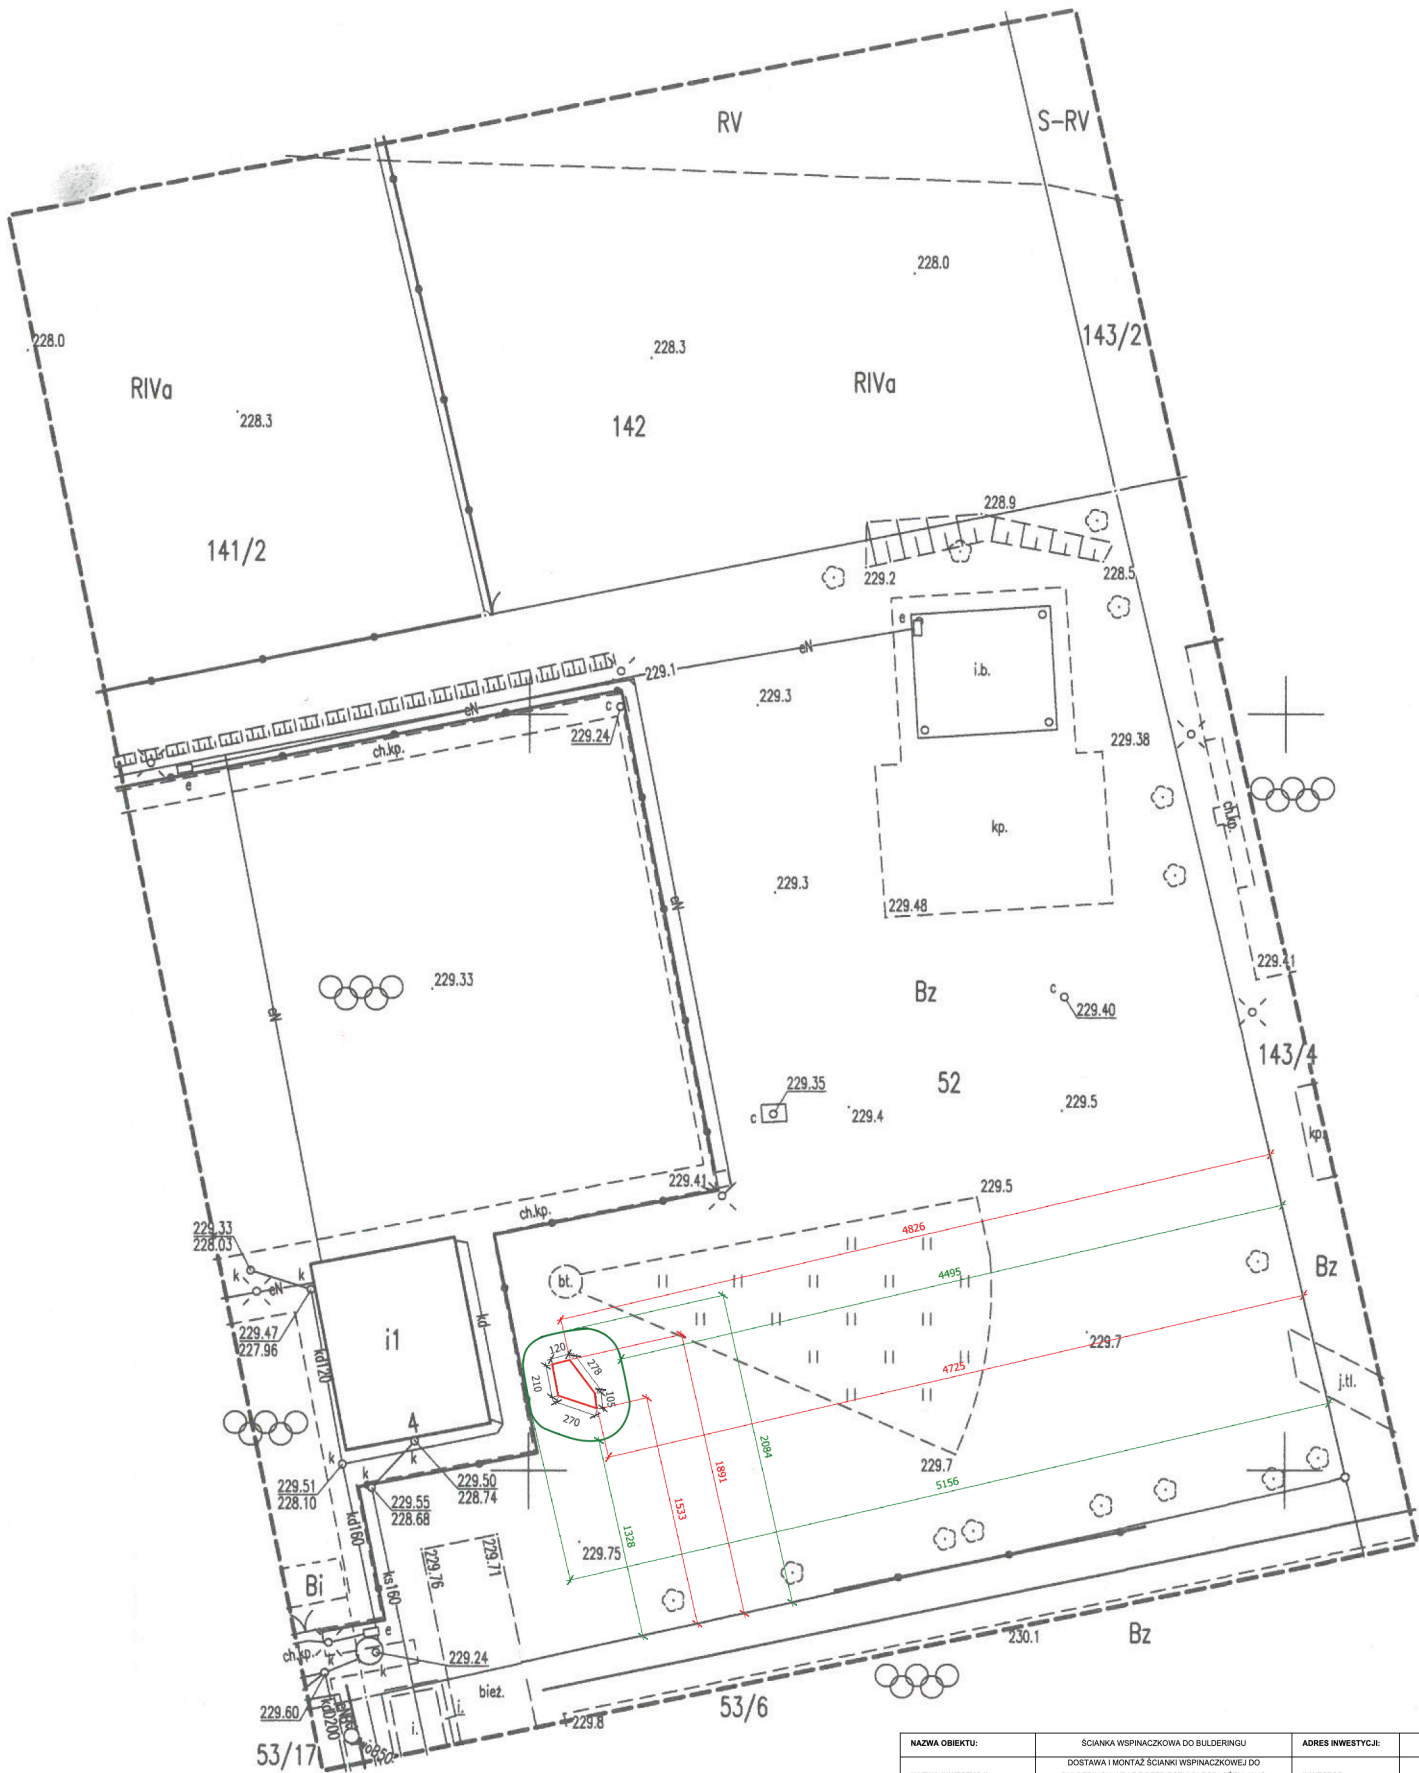 RV
S-RV
228.0
228.0
143/2
228.3
RIVa
RIVa
228.3
142
228.9
141/2
229.2
228.5
e
eN
i.b.
229.1
229.3
eN
c
229.24
ch.kp.
229.38
e
ch.kp.
kp.
229.3
229.48
eN
229.41
229.33
Bz
c
229.40
eN
143/4
52
229.35
c
229.4
229.5
kp.
229.41
229.5
ch.kp.
229.33
228.03
4826
k
k
eN
bt.
4495
Bz
229.47
227.96
i1
kd
kd120
120
278
210
105
270
4725
229.7
j.tl.
4
k
k
k
2084
1891
229.7
229.51
228.10
229.50
228.74
229.55
228.68
5156
1533
1328
kd160
229.75
229.76
229.71
Bi
ks160
e
ch.kp.
k
k
229.24
230.1
Bz
229.60
kd200
bież.
i.
i.
229.8
53/6
53/17
NAZWA OBIEKTU:
ŚCIANKA WSPINACZKOWA DO BULDERINGU
ADRES INWESTYCJI:
DOSTAWA I MONTAŻ ŚCIANKI WSPINACZKOWEJ DO